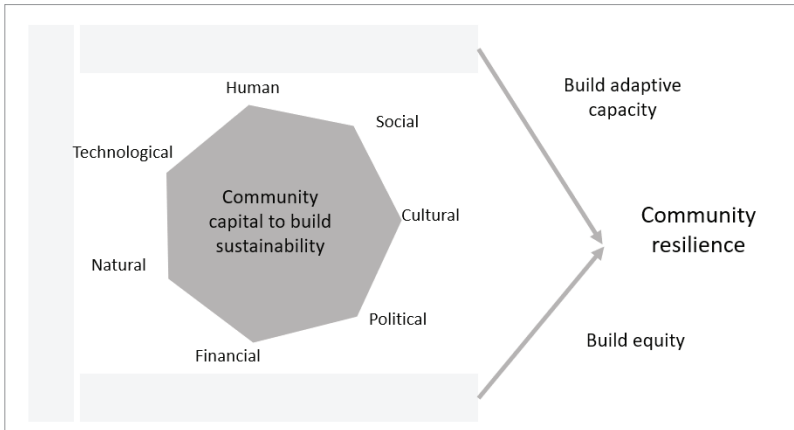 Human
Social
Technological
Community
capital to build
sustainability
Cultural
Natural
Political
Financial
Build adaptive
capacity
Community
resilience
Build equity